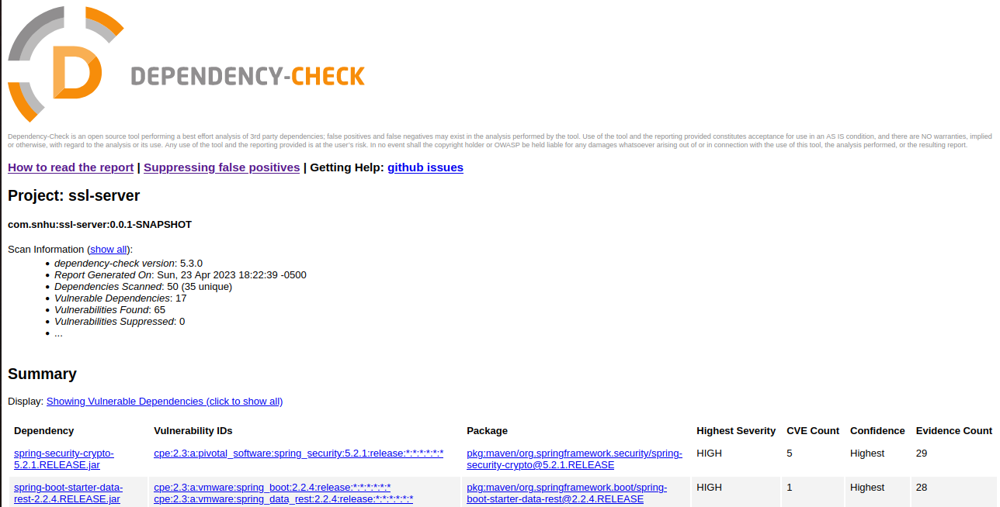 DEPENDENCY-CHECK
Dependency-Check is an open source tool performing a best effort analysis of 3rd party dependencies; false positives and false negatives may exist in the analysis performed by the tool. Use of the tool and the reporting provided constitutes acceptance for use in an AS IS condition, and there are NO warranties, implied
or otherwise, with regard to the analysis or its use. Any use of the tool and the reporting provided is at the user's risk. In no event shall the copyright holder or OWASP be held liable for any damages whatsoever arising out of or in connection with the use of this tool, the analysis performed, or the resulting report.
How to read the report | Suppressing false positives | Getting Help: github issues
Project: ssl-server
com.snhu:ssl-server:0.0.1-SNAPSHOT
Scan Information (show all):
• dependency-check version: 5.3.0
• Report Generated On: Sun, 23 Apr 2023 18:22:39 -0500
• Dependencies Scanned: 50 (35 unique)
• Vulnerable Dependencies: 17
• Vulnerabilities Found: 65
• Vulnerabilities Suppressed: 0
• ...
Summary
Display: Showing Vulnerable Dependencies (click to show all)
Dependency Vulnerability IDs Package Highest Severity CVE Count Confidence Evidence Count
spring-security-crypto- cpe:2.3:a:pivotal_software:spring_security:5.2.1:release:*:*:*:*:*:* pkg:maven/org.springframework.security/spring- HIGH 5 Highest 29
5.2.1.RELEASE.jar security-crypto@5.2.1.RELEASE
spring-boot-starter-data- cpe:2.3:a:vmware:spring_boot:2.2.4:release:*:*:*:*:*:* pkg:maven/org.springframework.boot/spring- HIGH 1 Highest 28
rest-2.2.4.RELEASE.jar cpe:2.3:a:vmware:spring_data_rest:2.2.4:release:*:*:*:*:*:* boot-starter-data-rest@2.2.4.RELEASE